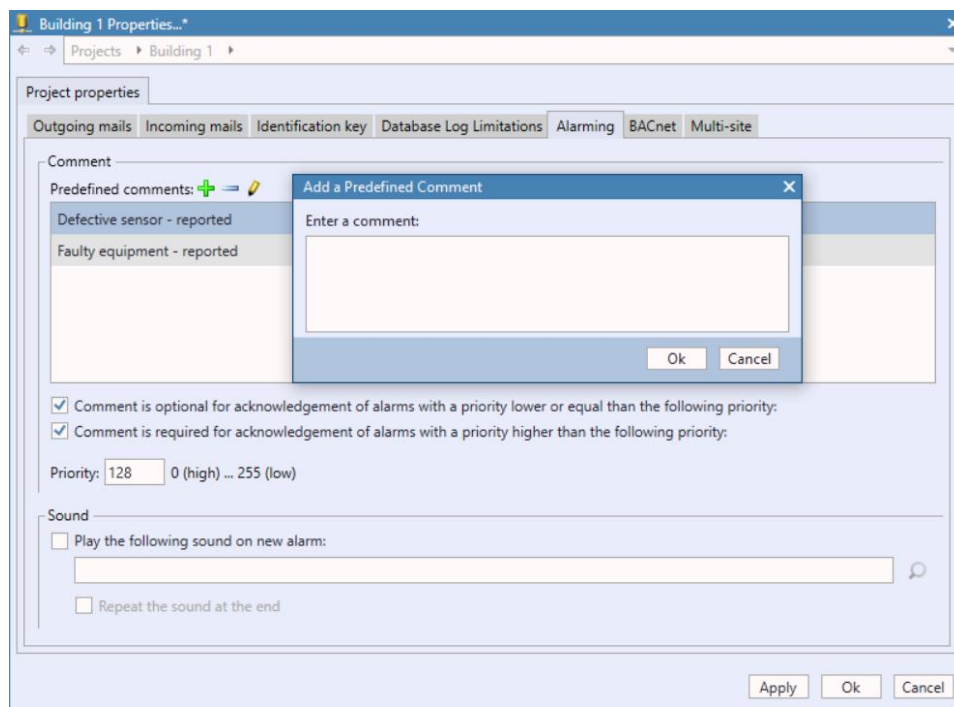 Building 1 Properties...*
Projects Building 1
Project properties
Outgoing mails Incoming mails Identification key Database Log Limitations Alarming BACnet Multi-site
Comment
Predefined comments:
Defective sensor - reported
Faulty equipment - reported
Add a Predefined Comment
Enter a comment:
Ok Cancel
Comment is optional for acknowledgement of alarms with a priority lower or equal than the following priority:
Comment is required for acknowledgement of alarms with a priority higher than the following priority:
Priority: 128 0 (high) ... 255 (low)
Sound
Play the following sound on new alarm:
Repeat the sound at the end
Apply Ok Cancel